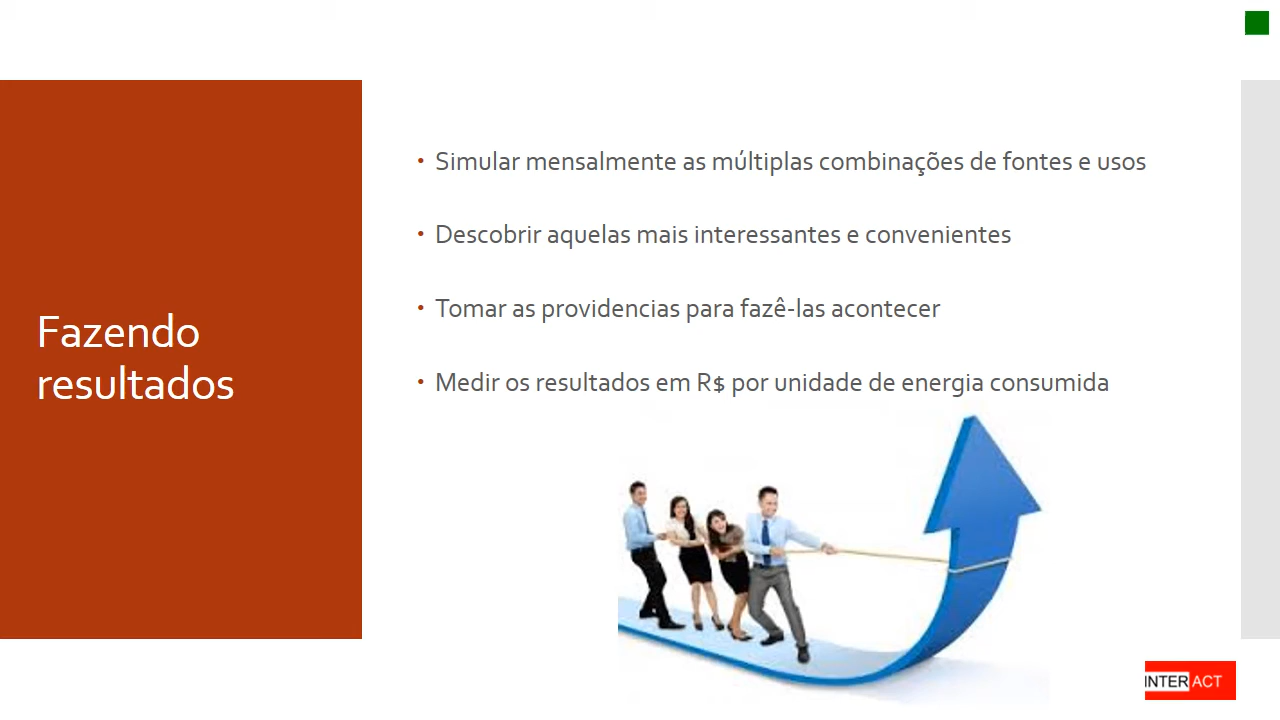 Fazendo
resultados
• Simular mensalmente as múltiplas combinações de fontes e usos
• Descobrir aquelas mais interessantes e convenientes
• Tomar as providencias para fazê-las acontecer
• Medir os resultados em R$ por unidade de energia consumida
INTERACT